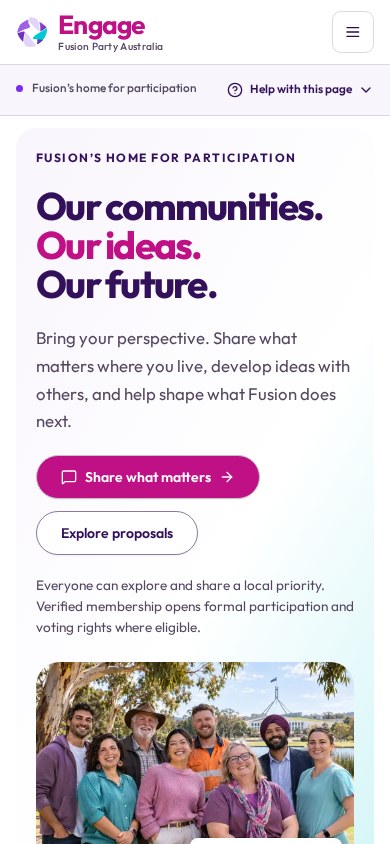 Engage
Fusion Party Australia
Fusion's home for participation
Help with this page
FUSION'S HOME FOR PARTICIPATION
Our communities.
Our ideas.
Our future.
Bring your perspective. Share what
matters where you live, develop ideas with
others, and help shape what Fusion does
next.
Share what matters
Explore proposals
Everyone can explore and share a local priority.
Verified membership opens formal participation and
voting rights where eligible.